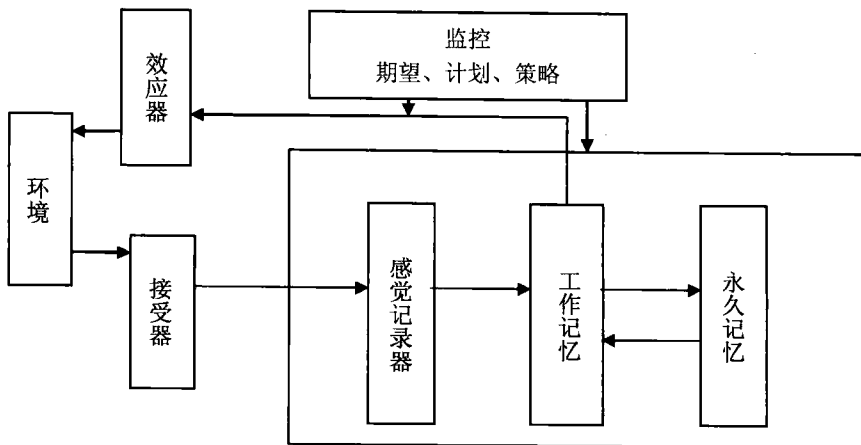 监控
期望、计划、策略
效应器
环境
接受器
感觉记录器
工作记忆
永久记忆